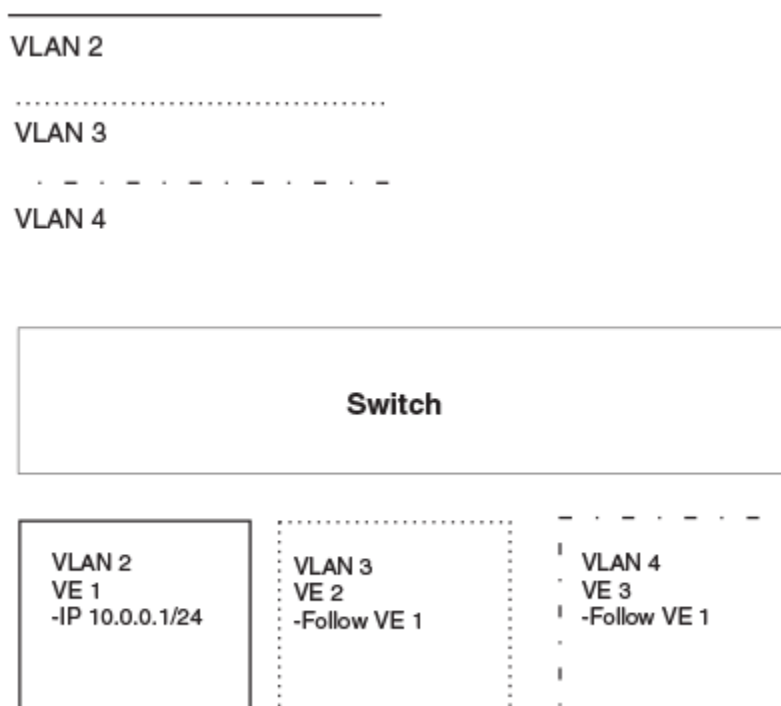 VLAN 2
VLAN 3
VLAN 4
Switch
VLAN 2
VE 1
-IP 10.0.0.1/24
VLAN 3
VE 2
-Follow VE 1
VLAN 4
VE 3
-Follow VE 1